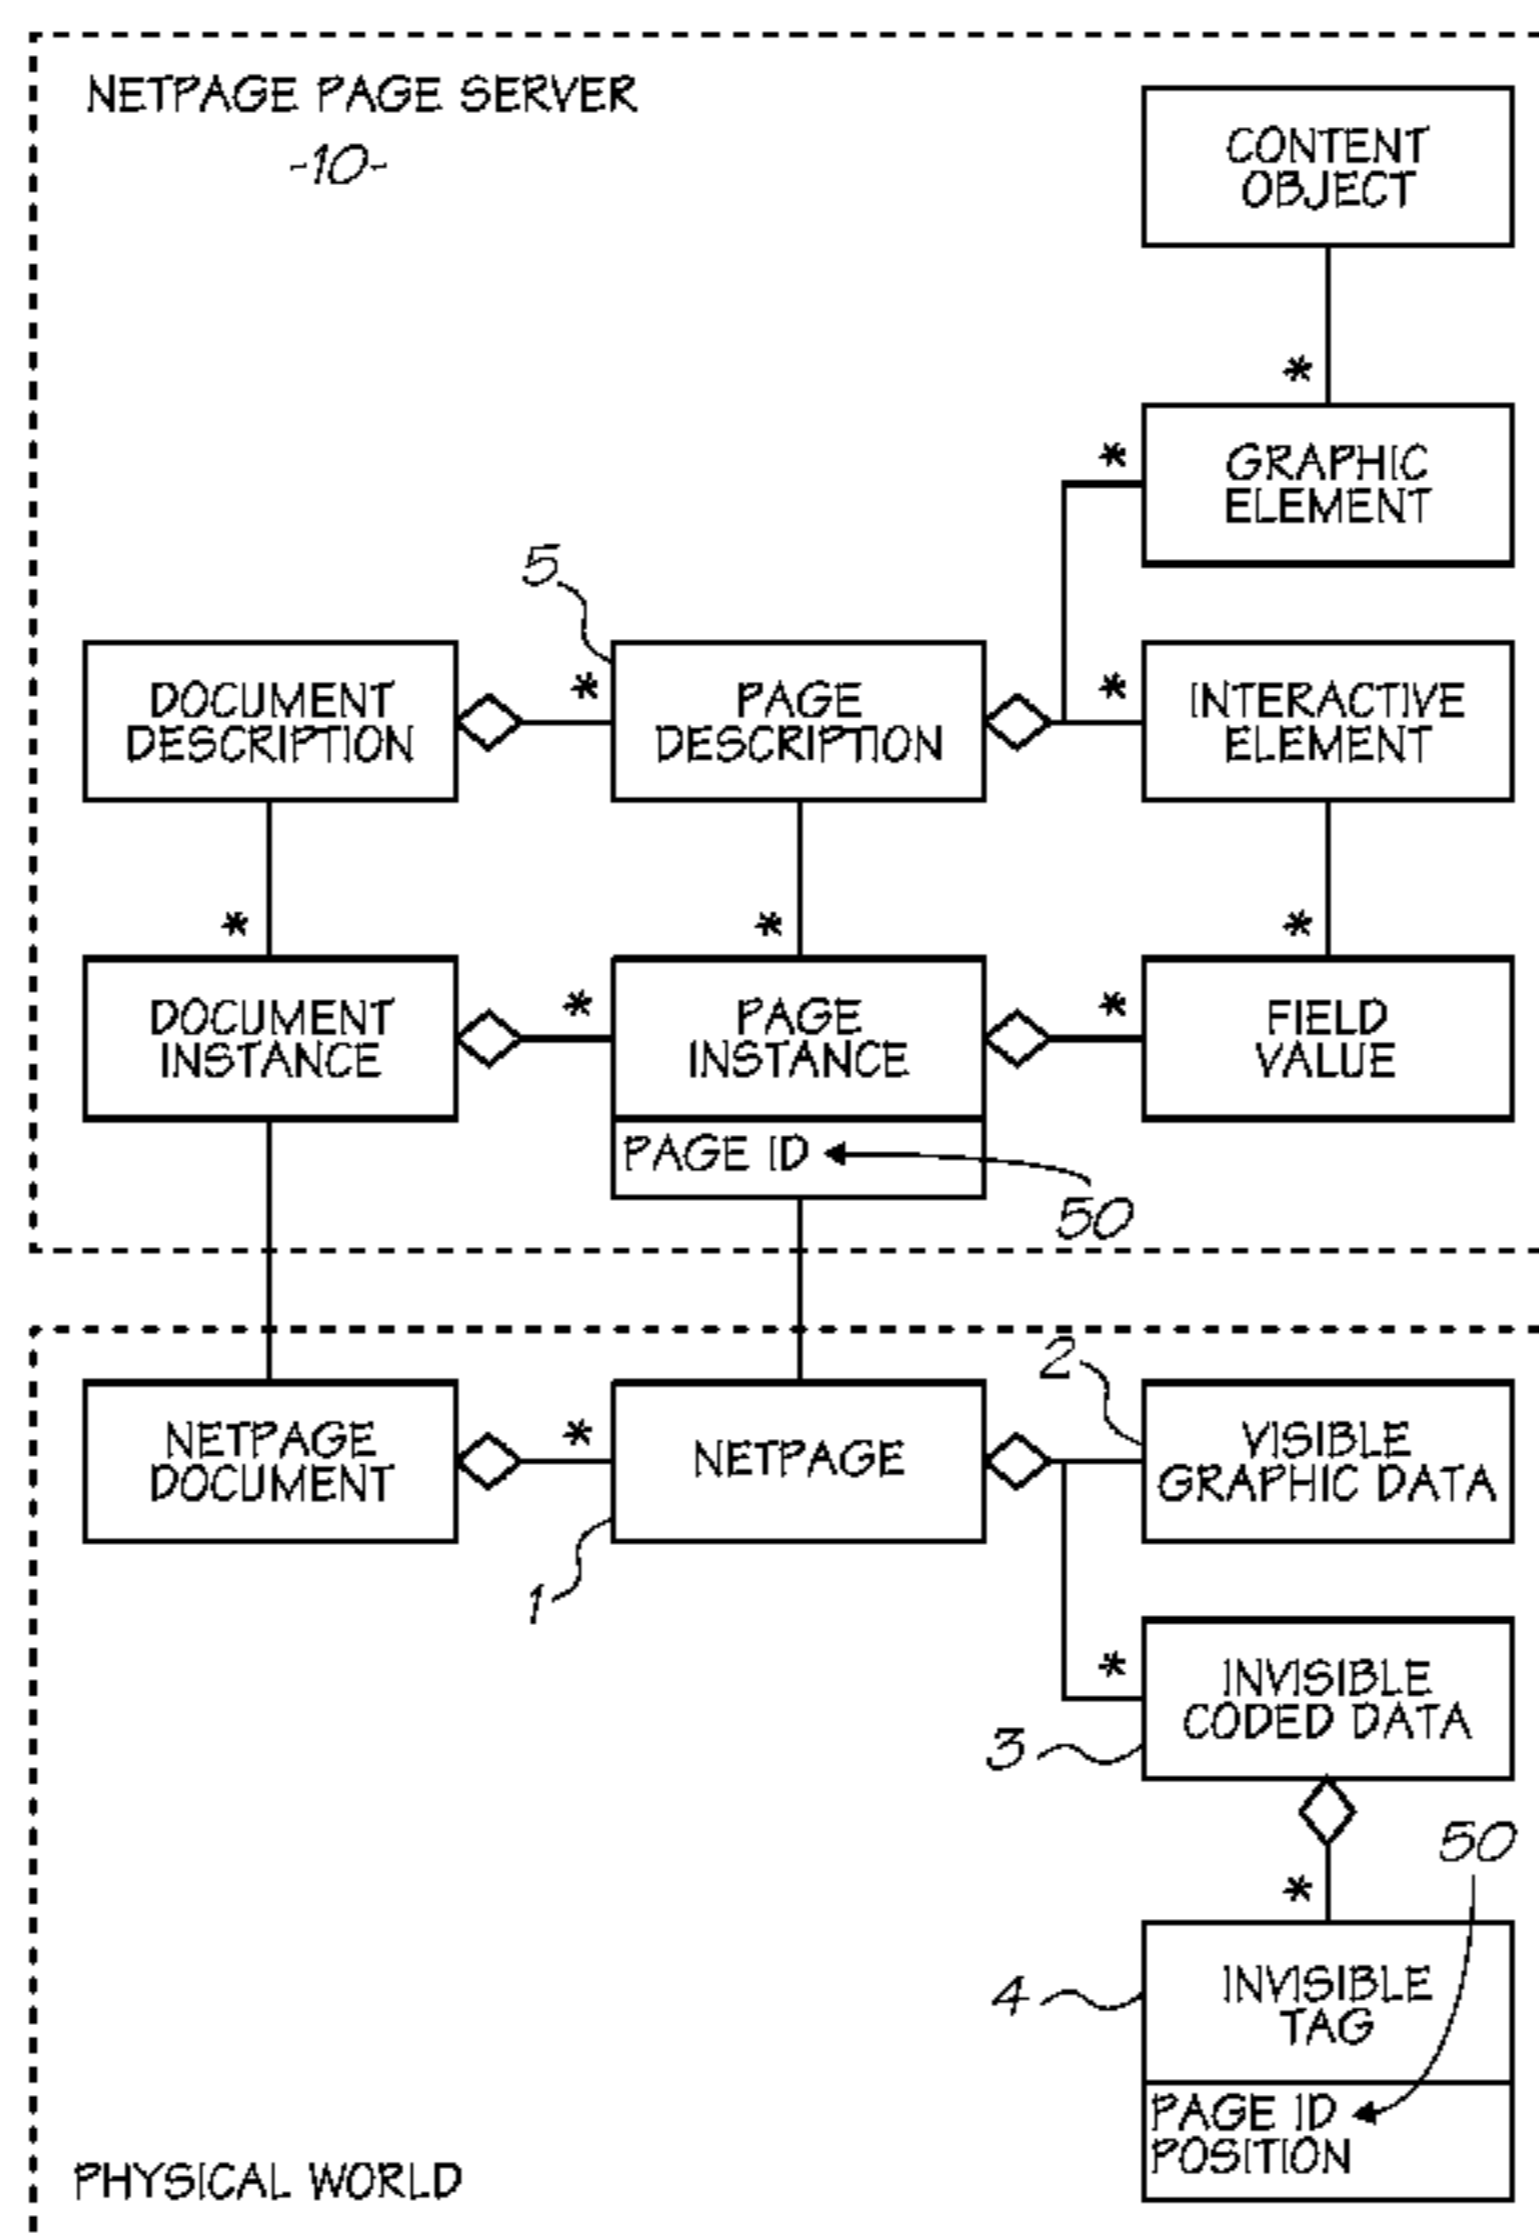 NETPAGE PAGE SERVER
-10-
CONTENT
OBJECT
*
*
GRAPHIC
ELEMENT
5
DOCUMENT
DESCRIPTION
*
PAGE
DESCRIPTION
*
INTERACTIVE
ELEMENT
*
*
*
DOCUMENT
INSTANCE
*
PAGE
INSTANCE
*
FIELD
VALUE
PAGE ID
50
2
NETPAGE
DOCUMENT
*
NETPAGE
VISIBLE
GRAPHIC DATA
1
*
INVISIBLE
CODED DATA
3
50
*
4
INVISIBLE
TAG
PAGE ID
POSITION
PHYSICAL WORLD